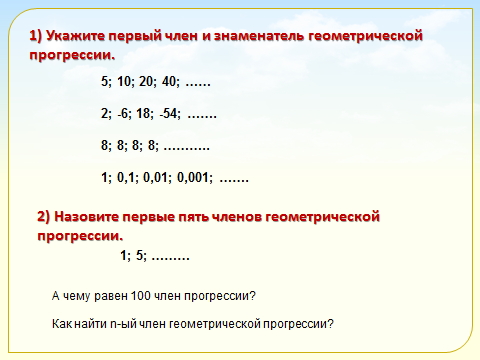 1) Укажите первый член и знаменатель геометрической
прогрессии.
5; 10; 20; 40; ……
2; -6; 18; -54; …….
8; 8; 8; 8; ………..
1; 0,1; 0,01; 0,001; …….
2) Назовите первые пять членов геометрической
прогрессии.
1; 5; ………
А чему равен 100 член прогрессии?
Как найти n-ый член геометрической прогрессии?